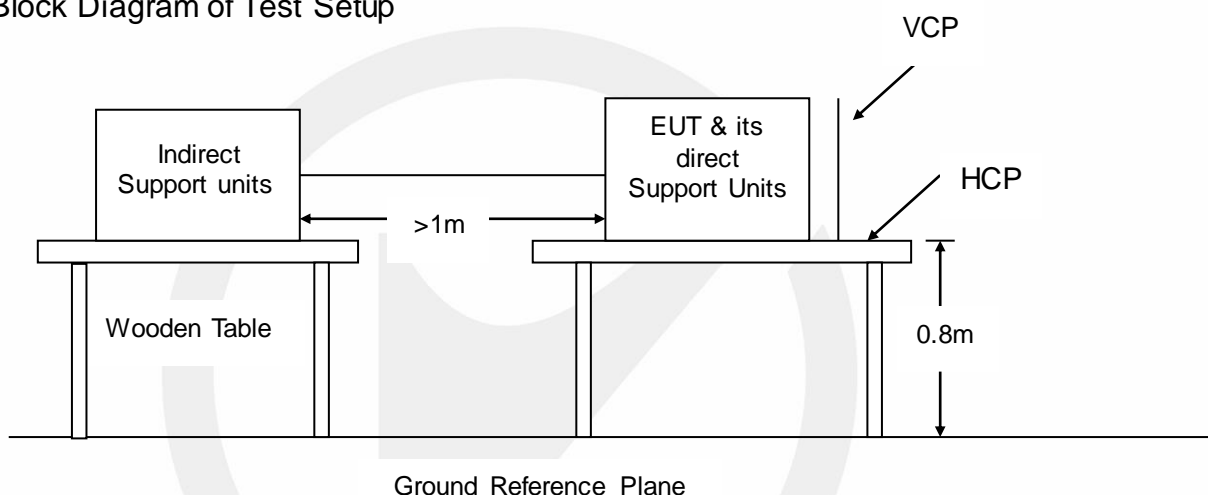 Block Diagram of Test Setup
VCP
Indirect
Support units
EUT & its
direct
Support Units
HCP
>1m
Wooden Table
0.8m
Ground Reference Plane